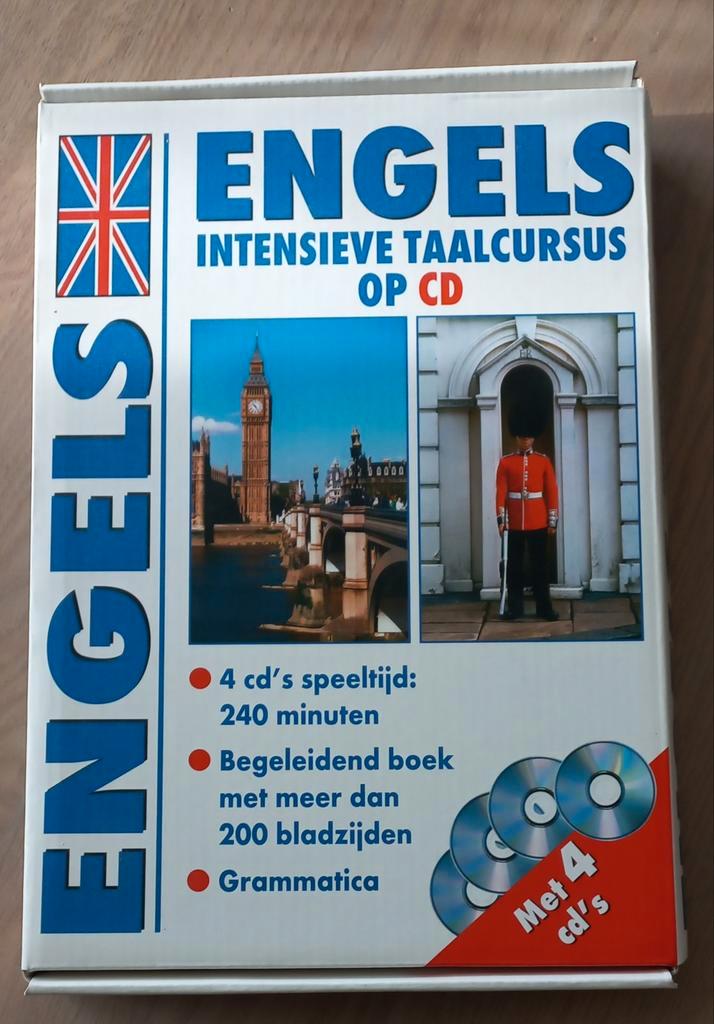 ENGELS
ENGELS
INTENSIEVE TAALCURSUS
OP CD
ER
4 cd's speeltijd:
240 minuten
Begeleidend boek
met meer dan
200 bladzijden
Grammatica
Met 4
cd's